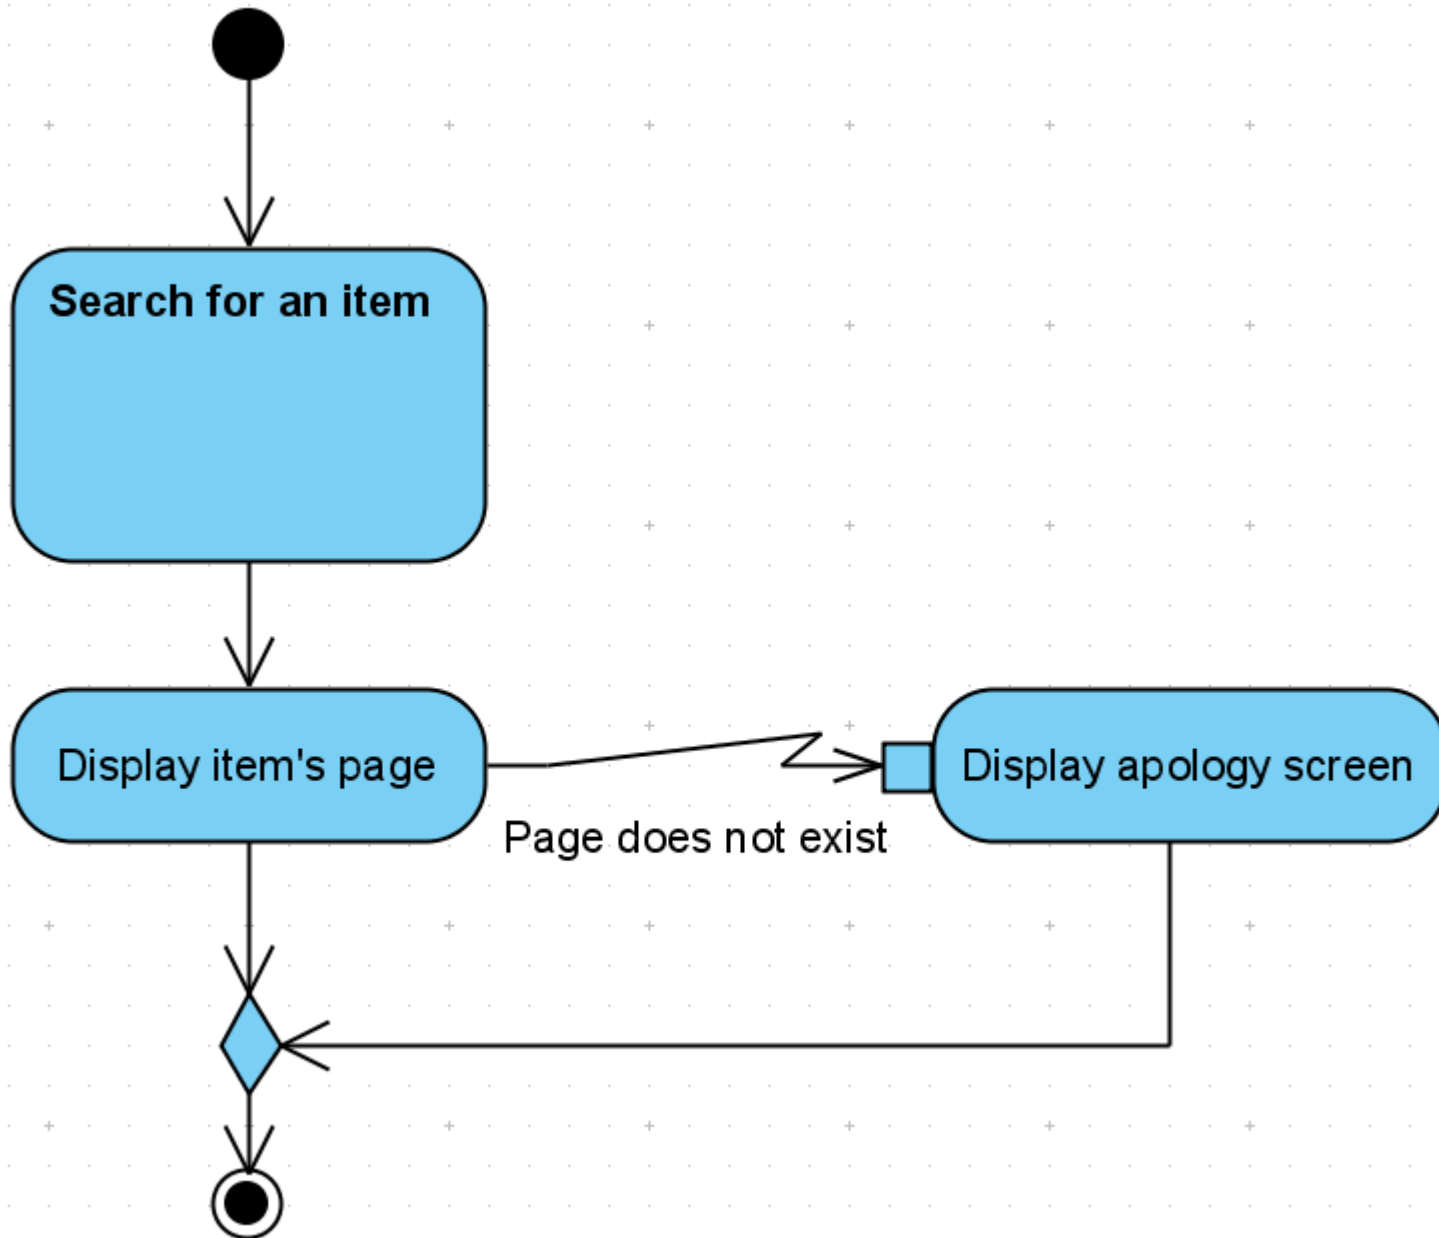 Search for an item
Display item's page
Display apology screen
Page does not exist